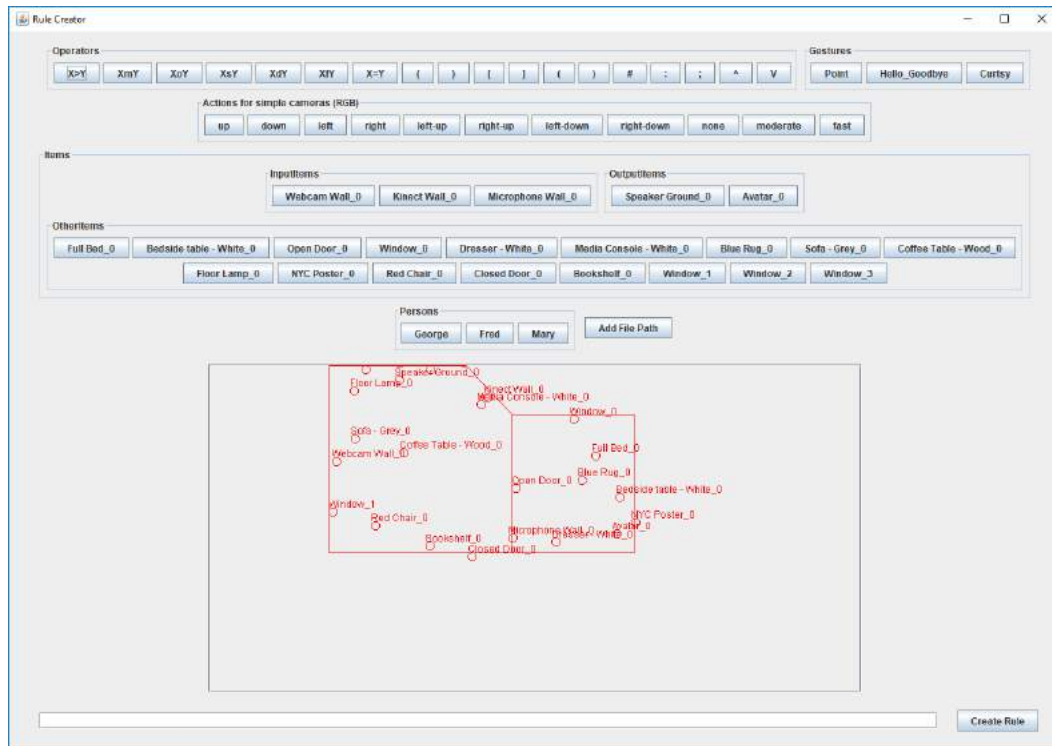 Rule Creator
Operators
X>Y XmY XoY XsY XdY XfY X=Y ( ) [ ] ( ) # : ; ^ V
Gestures
Point Hello_Goodbye Curtsy
Actions for simple cameras (RGB)
up down left right left-up right-up left-down right-down none moderate fast
Items
InputItems
Webcam Wall_0 Kinect Wall_0 Microphone Wall_0
OutputItems
Speaker Ground_0 Avatar_0
OtherItems
Full Bed_0 Bedside table - White_0 Open Door_0 Window_0 Dresser - White_0 Media Console - White_0 Blue Rug_0 Sofa - Grey_0 Coffee Table - Wood_0
Floor Lamp_0 NYC Poster_0 Red Chair_0 Closed Door_0 Bookshelf_0 Window_1 Window_2 Window_3
Persons
George Fred Mary
Add File Path
Speaker Ground_0
Floor Lamp_0
Kinect Wall_0
Media Console - White_0
Window_0
Sofa - Grey_0
Coffee Table - Wood_0
Full Bed_0
Webcam Wall_0
Blue Rug_0
Open Door_0
Bedside table - White_0
Window_1
NYC Poster_0
Red Chair_0
Avatar_0
Microphone Wall_0
Dresser - White_0
Bookshelf_0
Closed Door_0
Create Rule